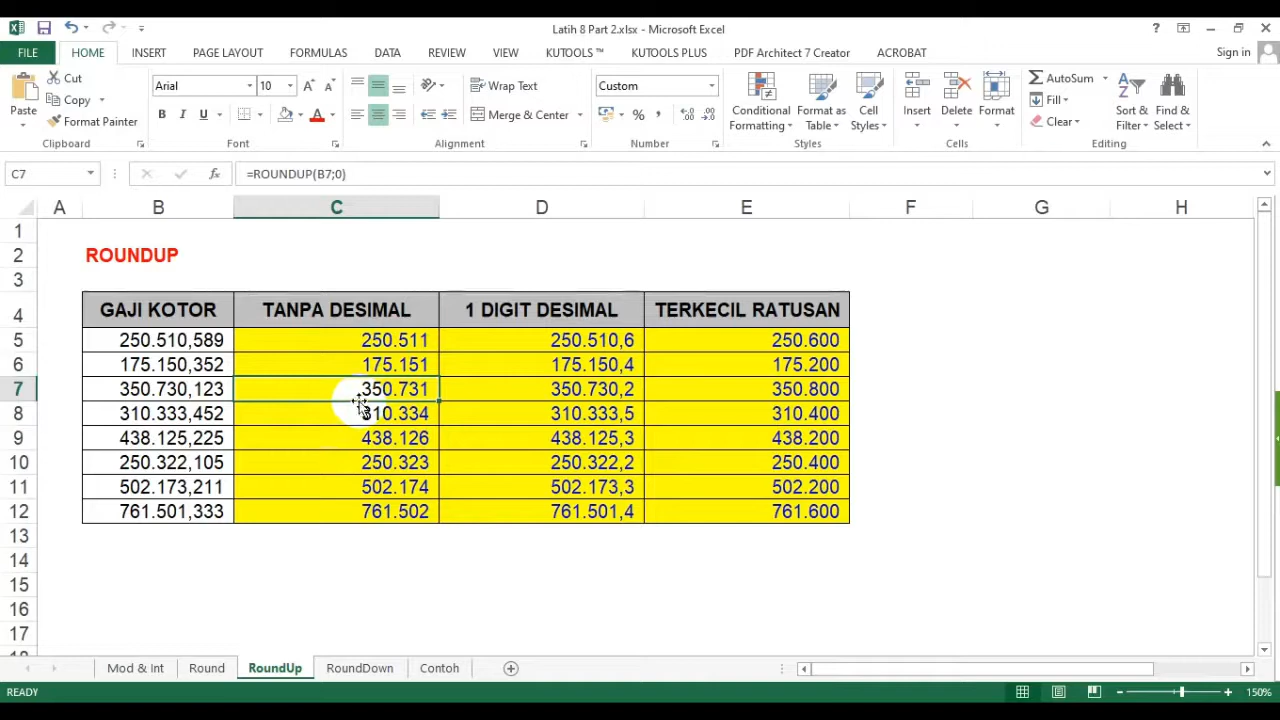 Latih 8 Part 2.xlsx - Microsoft Excel
FILE HOME INSERT PAGE LAYOUT FORMULAS DATA REVIEW VIEW KUTOOLS ™ KUTOOLS PLUS PDF Architect 7 Creator ACROBAT Sign in
Paste
Cut
Copy
Format Painter
Clipboard
Arial 10
B I U
Font
Wrap Text
Merge & Center
Alignment
Custom
Number
Conditional Formatting
Format as Table
Cell Styles
Styles
Insert Delete Format
Cells
AutoSum
Fill
Clear
Sort & Filter
Find & Select
Editing
C7 fx =ROUNDUP(B7;0)
A B C D E F G H
1
2 ROUNDUP
3
4 GAJI KOTOR TANPA DESIMAL 1 DIGIT DESIMAL TERKECIL RATUSAN
5 250.510,589 250.511 250.510,6 250.600
6 175.150,352 175.151 175.150,4 175.200
7 350.730,123 350.731 350.730,2 350.800
8 310.333,452 310.334 310.333,5 310.400
9 438.125,225 438.126 438.125,3 438.200
10 250.322,105 250.323 250.322,2 250.400
11 502.173,211 502.174 502.173,3 502.200
12 761.501,333 761.502 761.501,4 761.600
13
14
15
16
17
Mod & Int Round RoundUp RoundDown Contoh
READY 150%